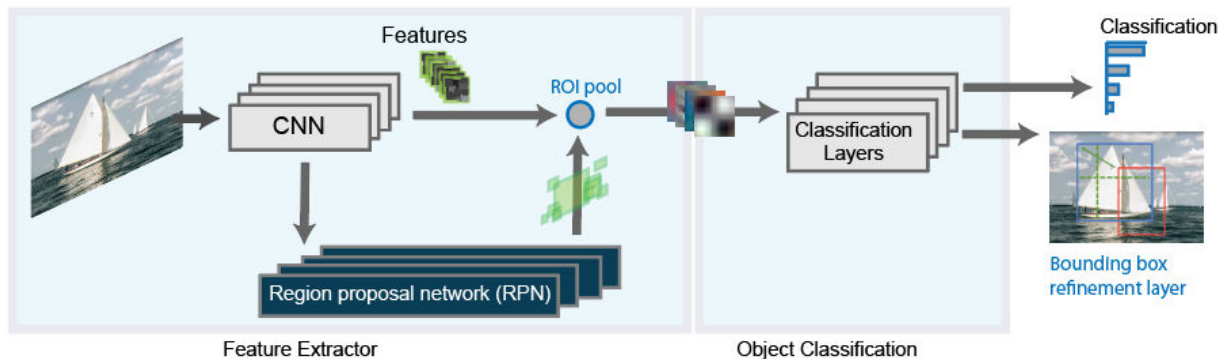 Features
Classification
ROI pool
CNN
Classification
Layers
Region proposal network (RPN)
Bounding box
refinement layer
Feature Extractor
Object Classification